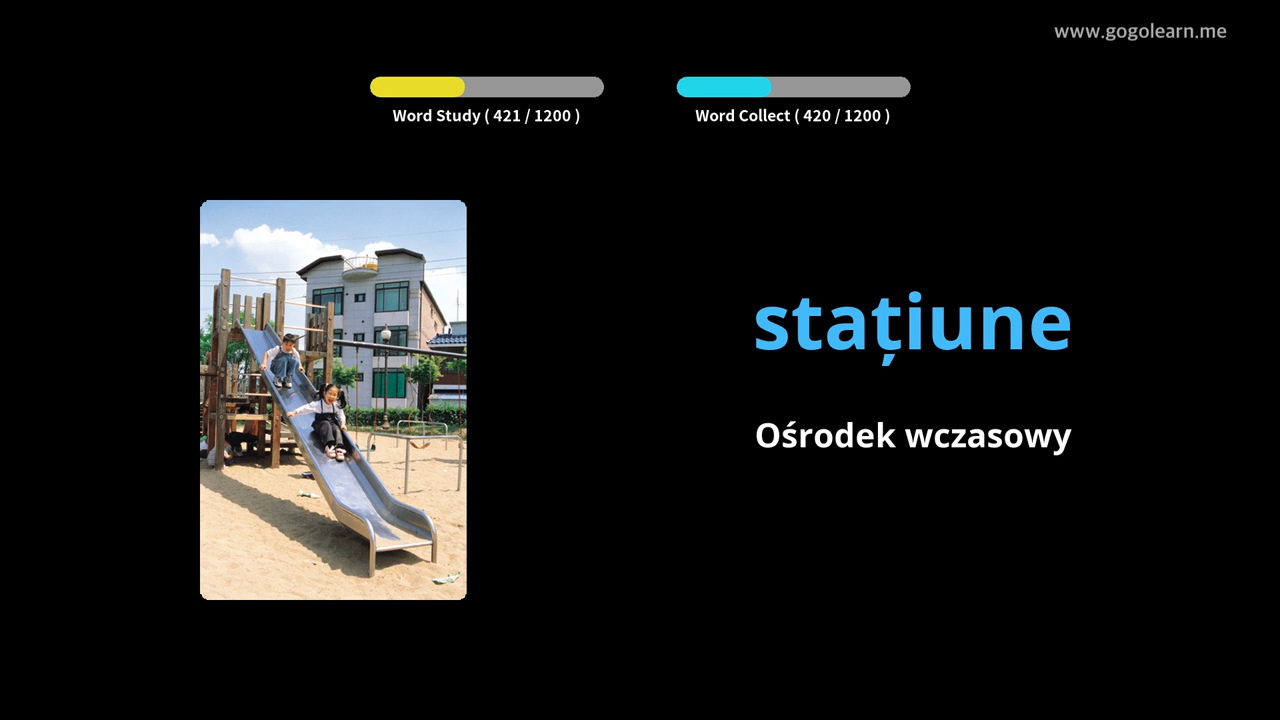 www.gogolearn.me
Word Study ( 421 / 1200 )
Word Collect ( 420 / 1200 )
stațiune
Ośrodek wczasowy